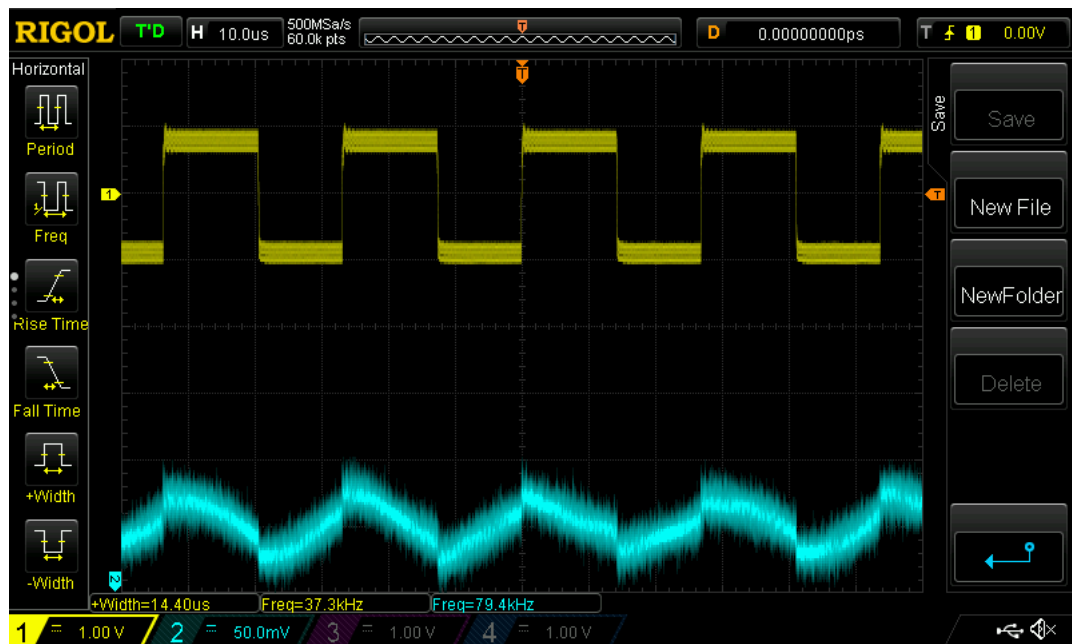 RIGOL T'D H 10.0us 500MSa/s 60.0k pts D 0.00000000ps T 1 0.00V
Horizontal
Period
Freq
Rise Time
Fall Time
+Width
-Width
T
1
T
2
Save
Save
New File
NewFolder
Delete
+Width=14.40us Freq=37.3kHz Freq=79.4kHz
1 = 1.00 V 2 = 50.0mV 3 = 1.00 V 4 = 1.00 V